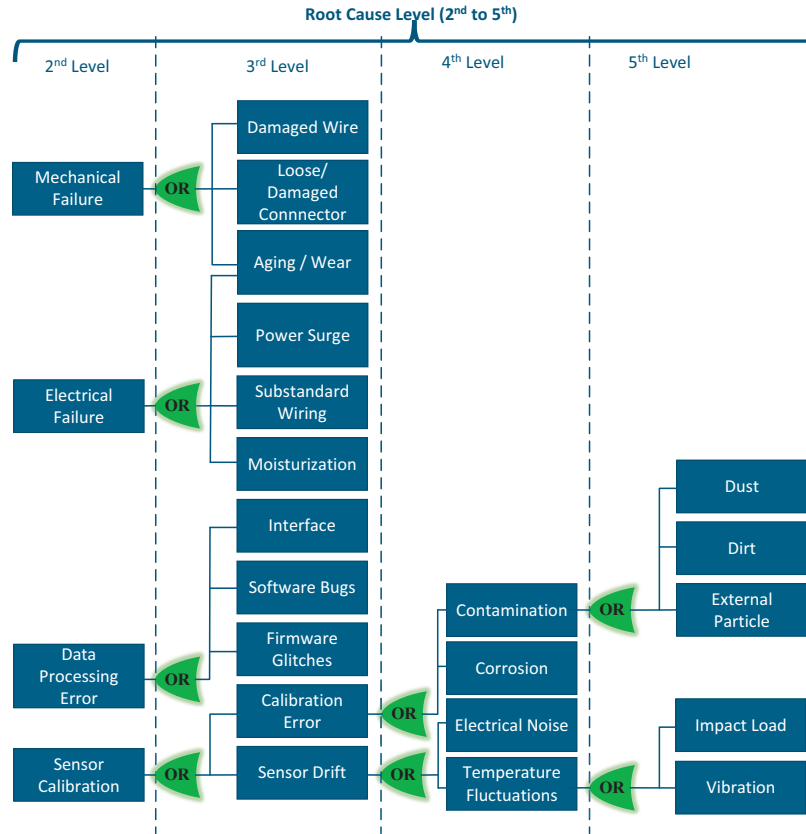 Root Cause Level (2nd to 5th)
2nd Level
3rd Level
4th Level
5th Level
Mechanical
Failure
OR
Damaged Wire
Loose/
Damaged
Connnector
Aging / Wear
Electrical
Failure
OR
Power Surge
Substandard
Wiring
Moisturization
Data
Processing
Error
OR
Interface
Software Bugs
Firmware
Glitches
Sensor
Calibration
OR
Calibration
Error
OR
Sensor Drift
OR
Contamination
OR
Corrosion
Electrical Noise
Temperature
Fluctuations
OR
Dust
Dirt
External
Particle
Impact Load
Vibration